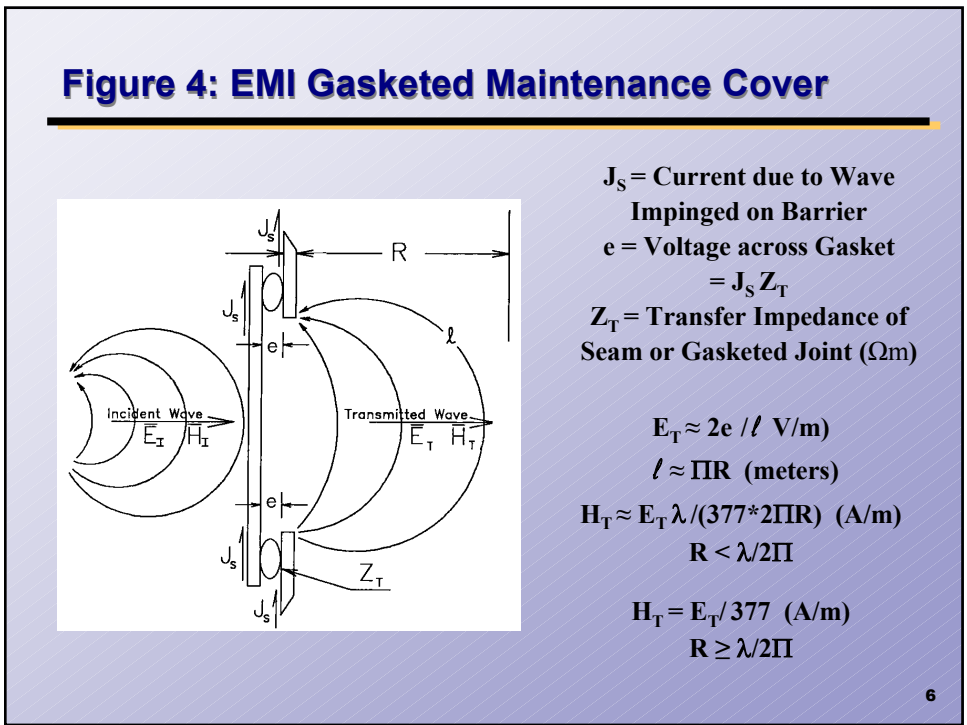 Figure 4: EMI Gasketed Maintenance Cover
J_S
R
J_S
e
ℓ
Incident Wave
E_I H_I
Transmitted Wave
E_T H_T
e
J_S
Z_T
J_S
J_S = Current due to Wave
Impinged on Barrier
e = Voltage across Gasket
= J_S Z_T
Z_T = Transfer Impedance of
Seam or Gasketed Joint (Ωm)
E_T ≈ 2e /ℓ V/m)
ℓ ≈ ΠR (meters)
H_T ≈ E_T λ/(377*2ΠR) (A/m)
R < λ/2Π
H_T = E_T/ 377 (A/m)
R ≥ λ/2Π
6